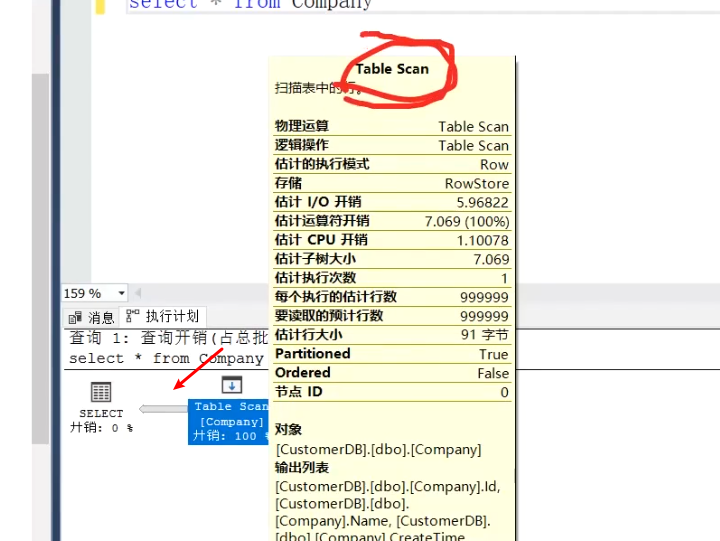 select * from Company
Table Scan
扫描表中的行。
物理运算 Table Scan
逻辑操作 Table Scan
估计的执行模式 Row
存储 RowStore
估计 I/O 开销 5.96822
估计运算符开销 7.069 (100%)
估计 CPU 开销 1.10078
估计子树大小 7.069
估计执行次数 1
每个执行的估计行数 999999
要读取的预计行数 999999
估计行大小 91 字节
Partitioned True
Ordered False
节点 ID 0
对象
[CustomerDB].[dbo].[Company]
输出列表
[CustomerDB].[dbo].[Company].Id,
[CustomerDB].[dbo].
[Company].Name, [CustomerDB].
[dbo].[Company].CreateTime
159 %
消息 执行计划
查询 1: 查询开销(占总批
select * from Company
SELECT
开销: 0 %
Table Scan
[Company]
开销: 100 %